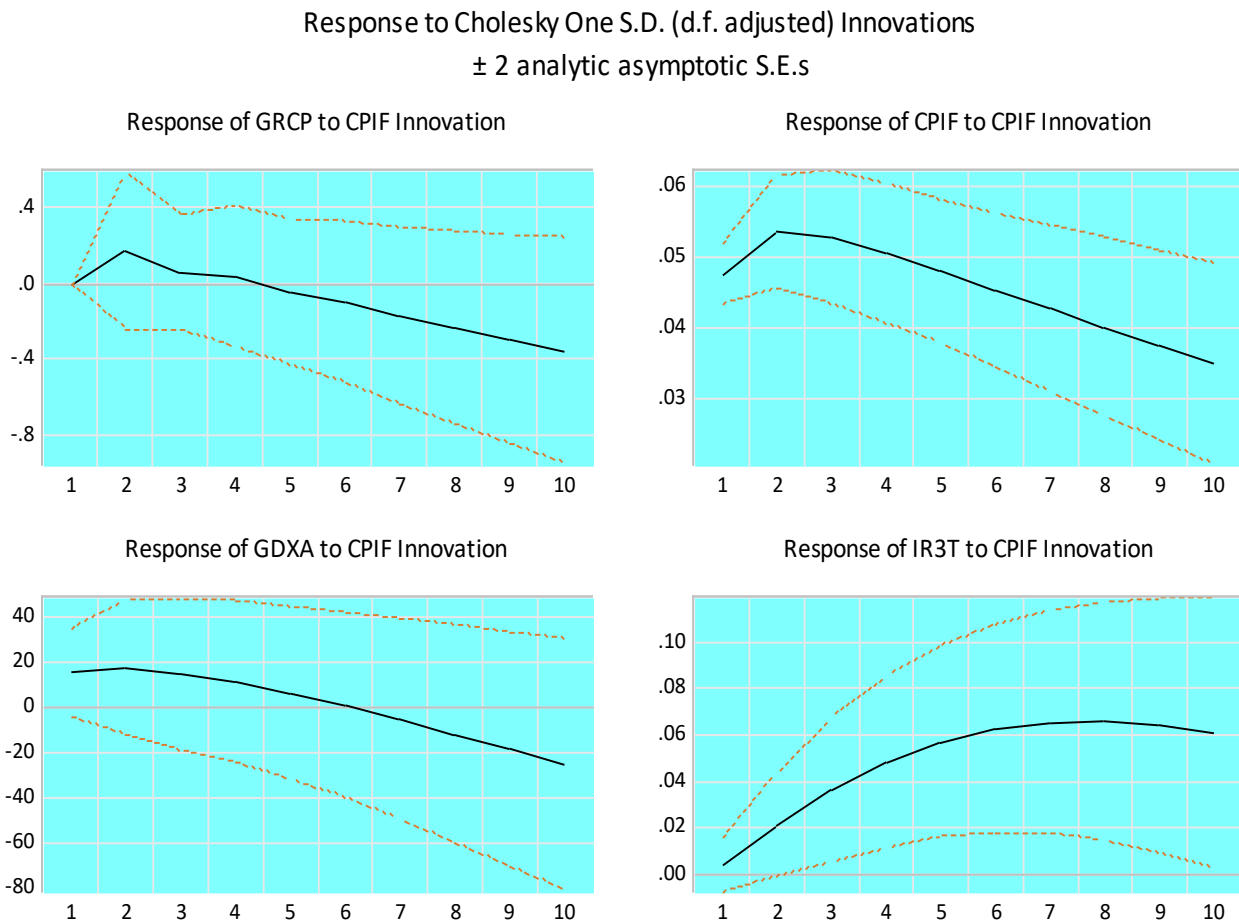 Response to Cholesky One S.D. (d.f. adjusted) Innovations
± 2 analytic asymptotic S.E.s
Response of GRCP to CPIF Innovation
.4
.0
-.4
-.8
1 2 3 4 5 6 7 8 9 10
Response of CPIF to CPIF Innovation
.06
.05
.04
.03
1 2 3 4 5 6 7 8 9 10
Response of GDXA to CPIF Innovation
40
20
0
-20
-40
-60
-80
1 2 3 4 5 6 7 8 9 10
Response of IR3T to CPIF Innovation
.10
.08
.06
.04
.02
.00
1 2 3 4 5 6 7 8 9 10